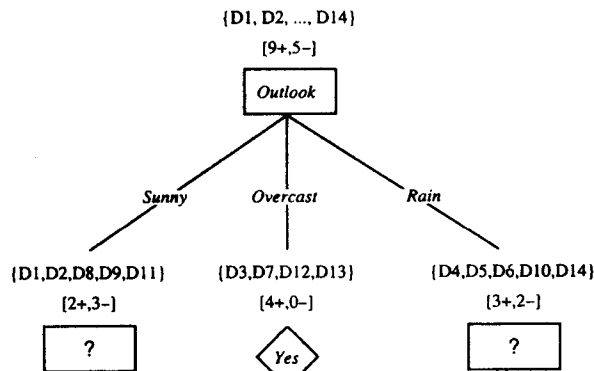 {D1, D2, ..., D14}
[9+,5−]
Outlook
Sunny Overcast Rain
{D1,D2,D8,D9,D11} {D3,D7,D12,D13} {D4,D5,D6,D10,D14}
[2+,3−] [4+,0−] [3+,2−]
? Yes ?